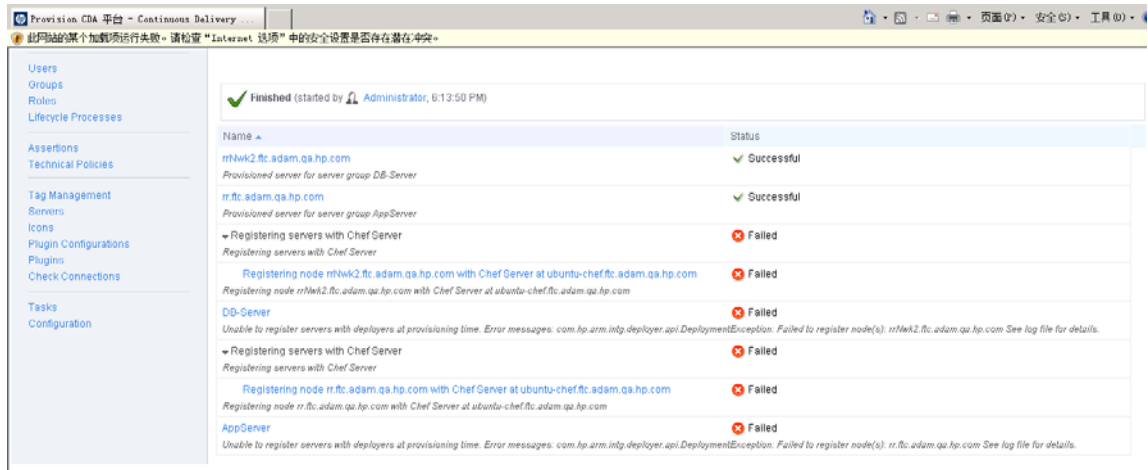 Provision CDA 平台 - Continuous Delivery ...
页面(P) 安全(S) 工具(O)
此网站的某个加载项运行失败。请检查“Internet 选项”中的安全设置是否存在潜在冲突。
Users
Groups
Roles
Lifecycle Processes
Assertions
Technical Policies
Tag Management
Servers
Icons
Plugin Configurations
Plugins
Check Connections
Tasks
Configuration
Finished (started by Administrator, 6:13:50 PM)
Name Status
rrNwk2.ftc.adam.qa.hp.com Successful
Provisioned server for server group DB-Server
rr.ftc.adam.qa.hp.com Successful
Provisioned server for server group AppServer
Registering servers with Chef Server Failed
Registering servers with Chef Server
Registering node rrNwk2.ftc.adam.qa.hp.com with Chef Server at ubuntu-chef.ftc.adam.qa.hp.com Failed
Registering node rrNwk2.ftc.adam.qa.hp.com with Chef Server at ubuntu-chef.ftc.adam.qa.hp.com
DB-Server Failed
Unable to register servers with deployers at provisioning time. Error messages: com.hp.arm.intg.deployer.api.DeploymentException: Failed to register node(s): rrNwk2.ftc.adam.qa.hp.com See log file for details.
Registering servers with Chef Server Failed
Registering servers with Chef Server
Registering node rr.ftc.adam.qa.hp.com with Chef Server at ubuntu-chef.ftc.adam.qa.hp.com Failed
Registering node rr.ftc.adam.qa.hp.com with Chef Server at ubuntu-chef.ftc.adam.qa.hp.com
AppServer Failed
Unable to register servers with deployers at provisioning time. Error messages: com.hp.arm.intg.deployer.api.DeploymentException: Failed to register node(s): rr.ftc.adam.qa.hp.com See log file for details.